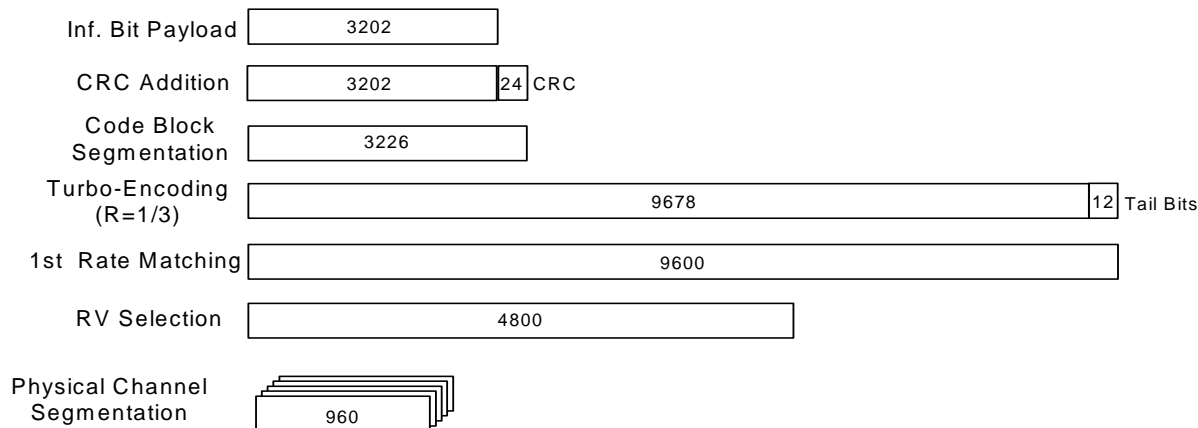 Inf. Bit Payload 3202
CRC Addition 3202 24 CRC
Code Block
Segmentation 3226
Turbo-Encoding
(R=1/3) 9678 12 Tail Bits
1st Rate Matching 9600
RV Selection 4800
Physical Channel
Segmentation 960